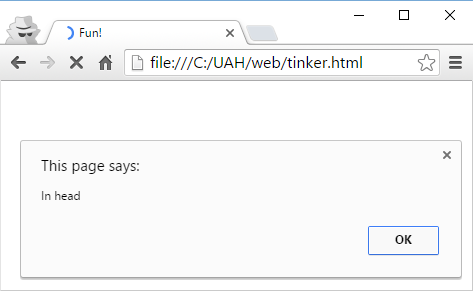 Fun!
file:///C:/UAH/web/tinker.html
This page says:
In head
OK